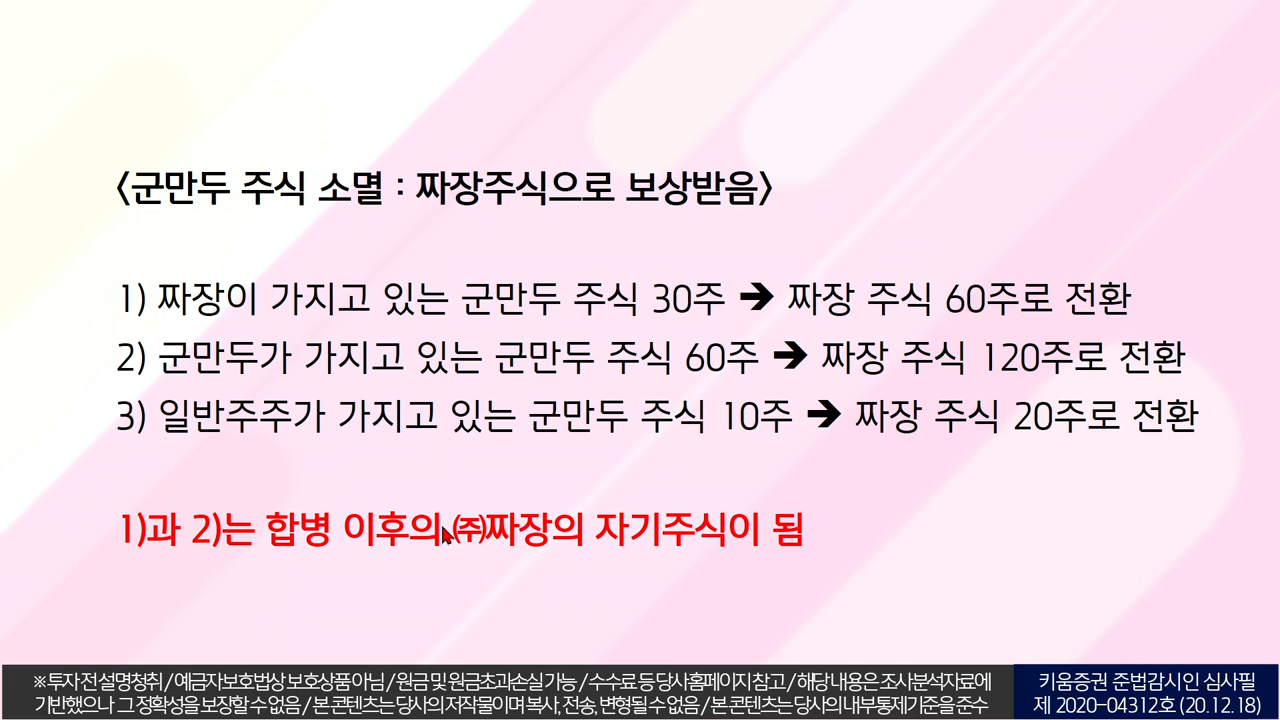 <군만두 주식 소멸 : 짜장주식으로 보상받음>
1) 짜장이 가지고 있는 군만두 주식 30주 ➔ 짜장 주식 60주로 전환
2) 군만두가 가지고 있는 군만두 주식 60주 ➔ 짜장 주식 120주로 전환
3) 일반주주가 가지고 있는 군만두 주식 10주 ➔ 짜장 주식 20주로 전환
1)과 2)는 합병 이후의 ㈜짜장의 자기주식이 됨
※ 투자 전 설명청취 / 예금자보호법상 보호상품 아님 / 원금 및 원금초과손실 가능 / 수수료 등 당사홈페이지 참고 / 해당 내용은 조사분석자료에
기반했으나 그 정확성을 보장할 수 없음 / 본 콘텐츠는 당사의 저작물이며 복사, 전송, 변형될 수 없음 / 본 콘텐츠는 당사의 내부통제기준을 준수
키움증권 준법감시인 심사필
제 2020-04312호 (20.12.18)